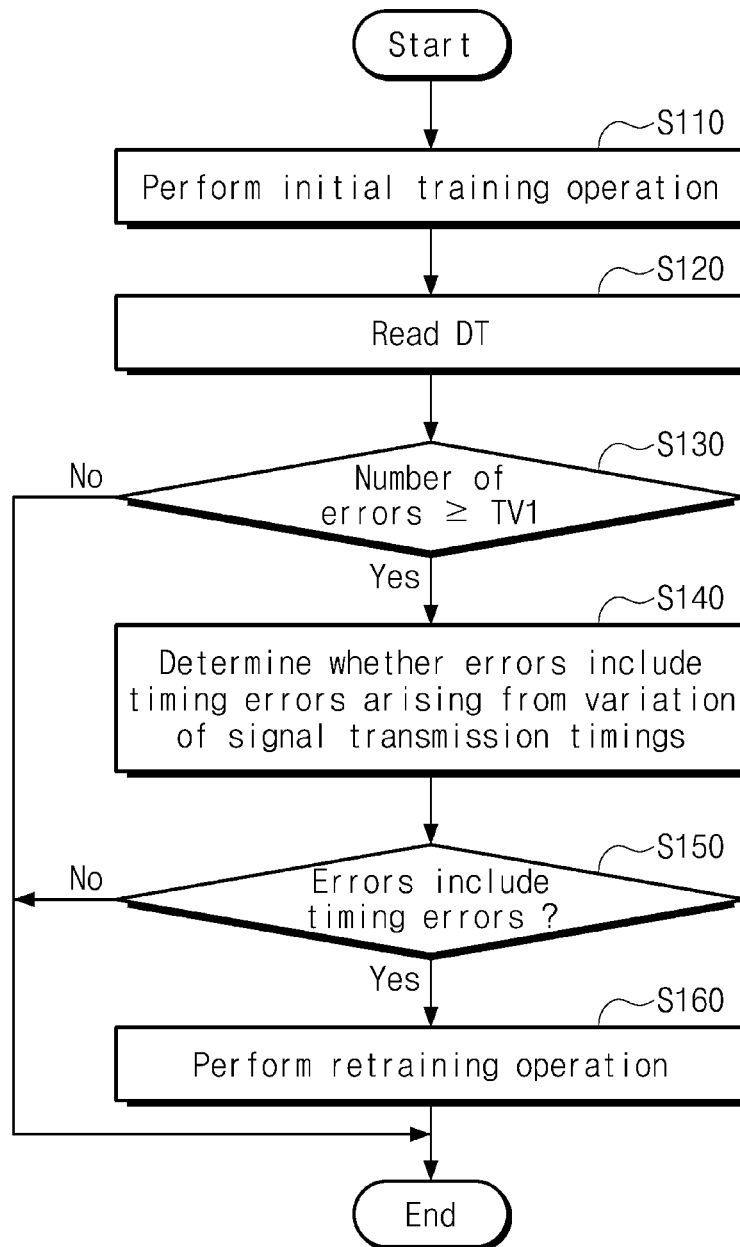 Start
S110
Perform initial training operation
S120
Read DT
S130
No
Number of
errors ≥ TV1
Yes
S140
Determine whether errors include
timing errors arising from variation
of signal transmission timings
S150
No
Errors include
timing errors ?
Yes
S160
Perform retraining operation
End